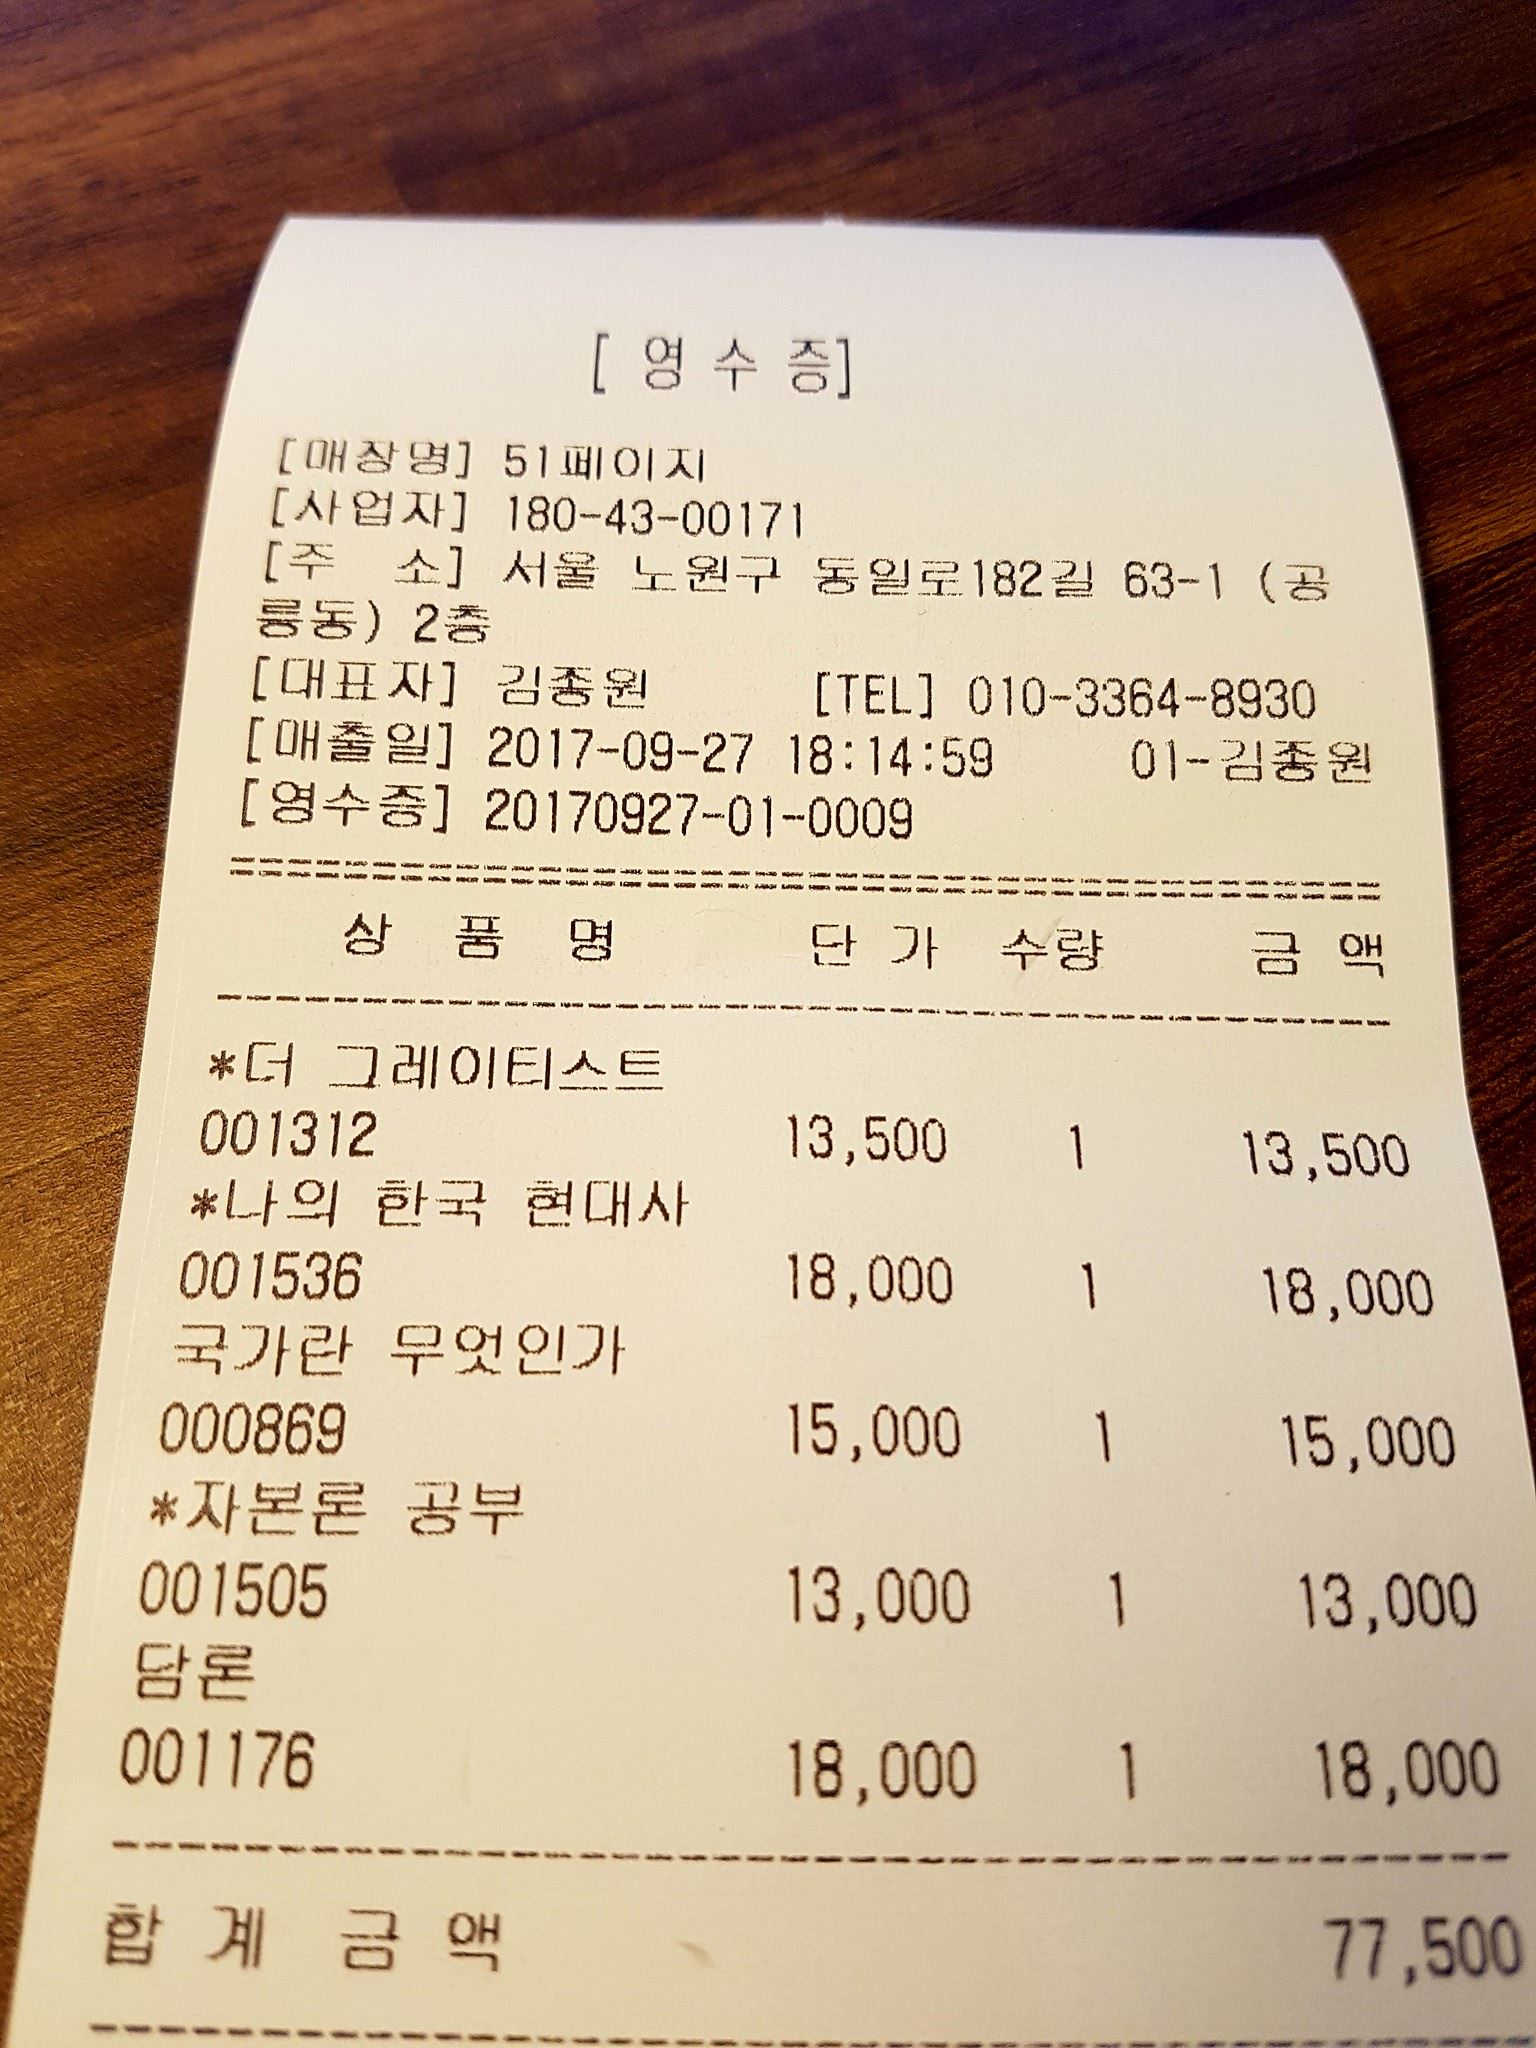 [ 영 수 증]
[매장명] 51페이지
[사업자] 180-43-00171
[주 소] 서울 노원구 동일로182길 63-1 (공
릉동) 2층
[대표자] 김종원 [TEL] 010-3364-8930
[매출일] 2017-09-27 18:14:59 01-김종원
[영수증] 20170927-01-0009
상 품 명 단 가 수량 금 액
*더 그레이티스트
001312 13,500 1 13,500
*나의 한국 현대사
001536 18,000 1 18,000
국가란 무엇인가
000869 15,000 1 15,000
*자본론 공부
001505 13,000 1 13,000
담론
001176 18,000 1 18,000
합 계 금 액 77,500